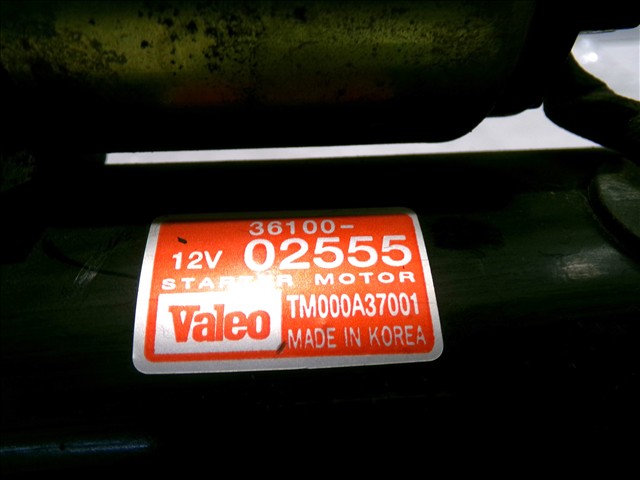 36100-
12V 02555
STARTER MOTOR
Valeo TM000A37001
MADE IN KOREA